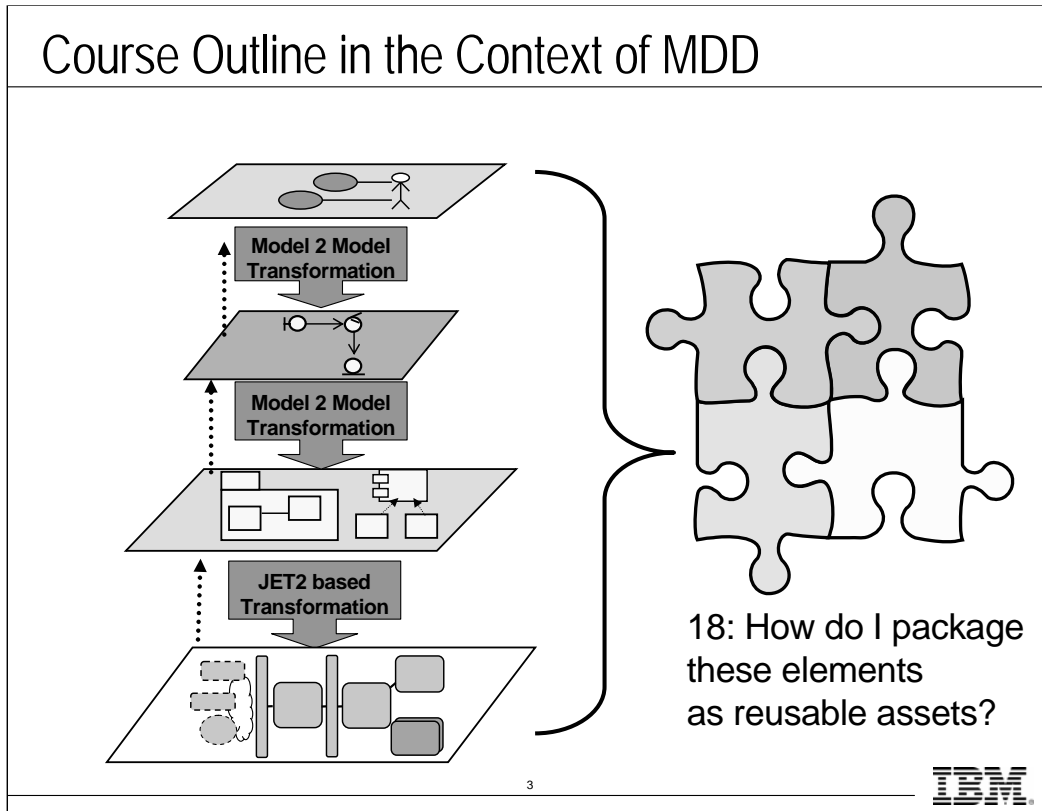 Course Outline in the Context of MDD
Model 2 Model
Transformation
Model 2 Model
Transformation
JET2 based
Transformation
18: How do I package
these elements
as reusable assets?
3
IBM.